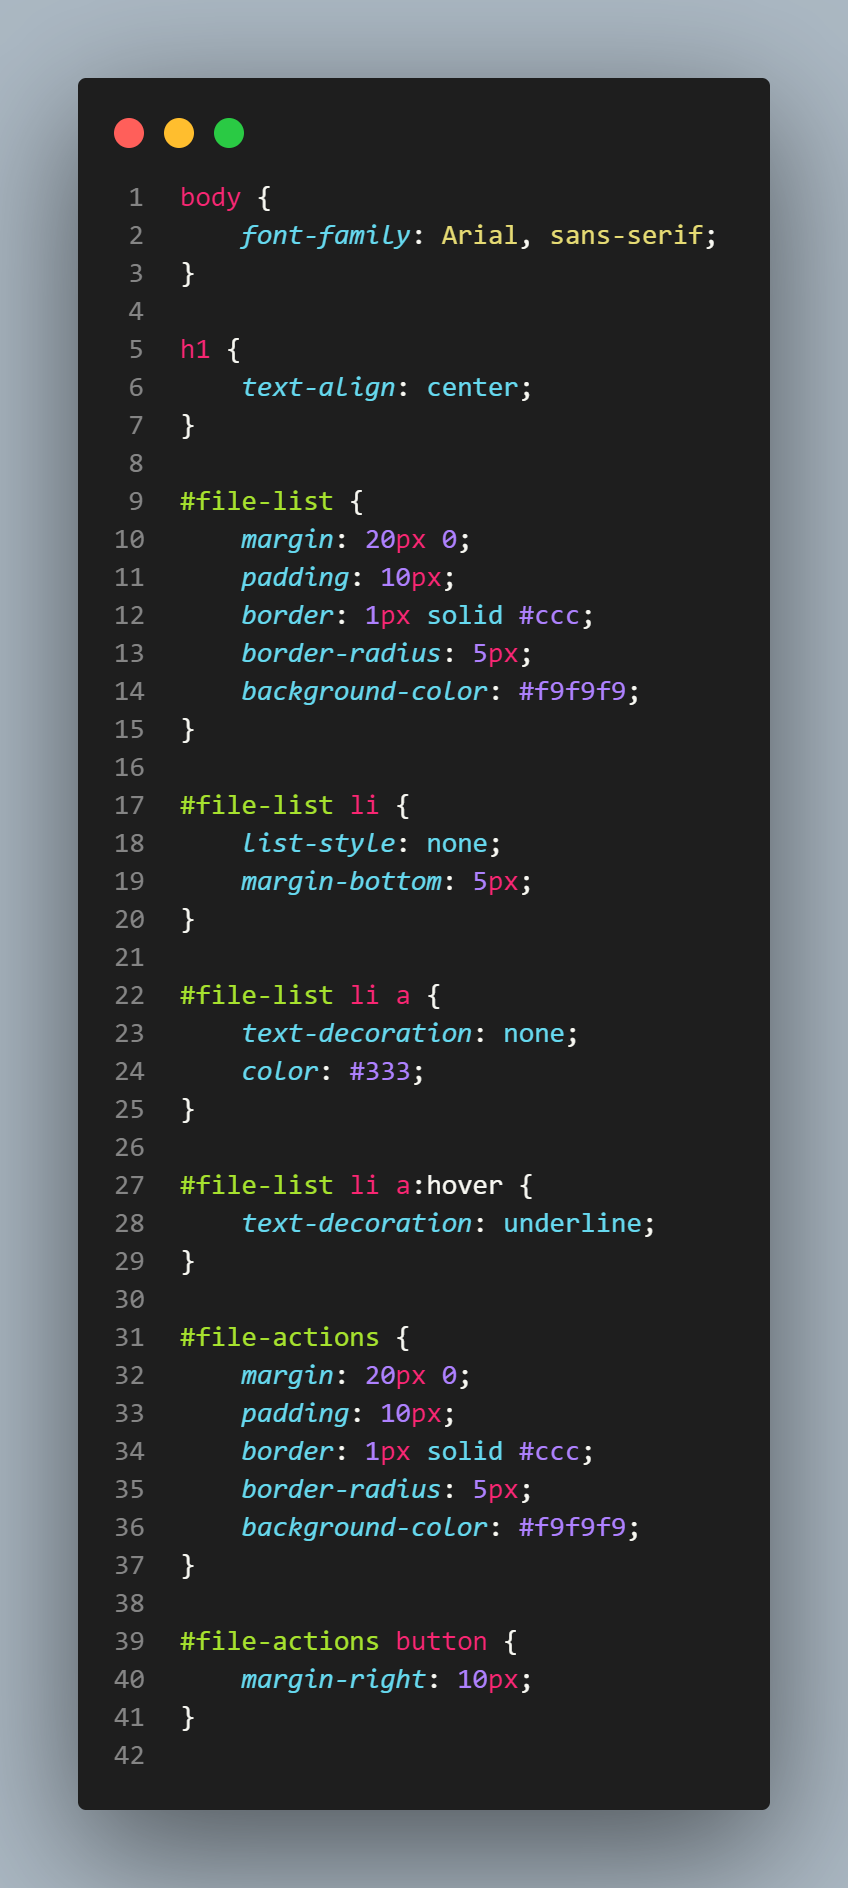 1 body {
2     font-family: Arial, sans-serif;
3 }
4
5 h1 {
6     text-align: center;
7 }
8
9 #file-list {
10     margin: 20px 0;
11     padding: 10px;
12     border: 1px solid #ccc;
13     border-radius: 5px;
14     background-color: #f9f9f9;
15 }
16
17 #file-list li {
18     list-style: none;
19     margin-bottom: 5px;
20 }
21
22 #file-list li a {
23     text-decoration: none;
24     color: #333;
25 }
26
27 #file-list li a:hover {
28     text-decoration: underline;
29 }
30
31 #file-actions {
32     margin: 20px 0;
33     padding: 10px;
34     border: 1px solid #ccc;
35     border-radius: 5px;
36     background-color: #f9f9f9;
37 }
38
39 #file-actions button {
40     margin-right: 10px;
41 }
42